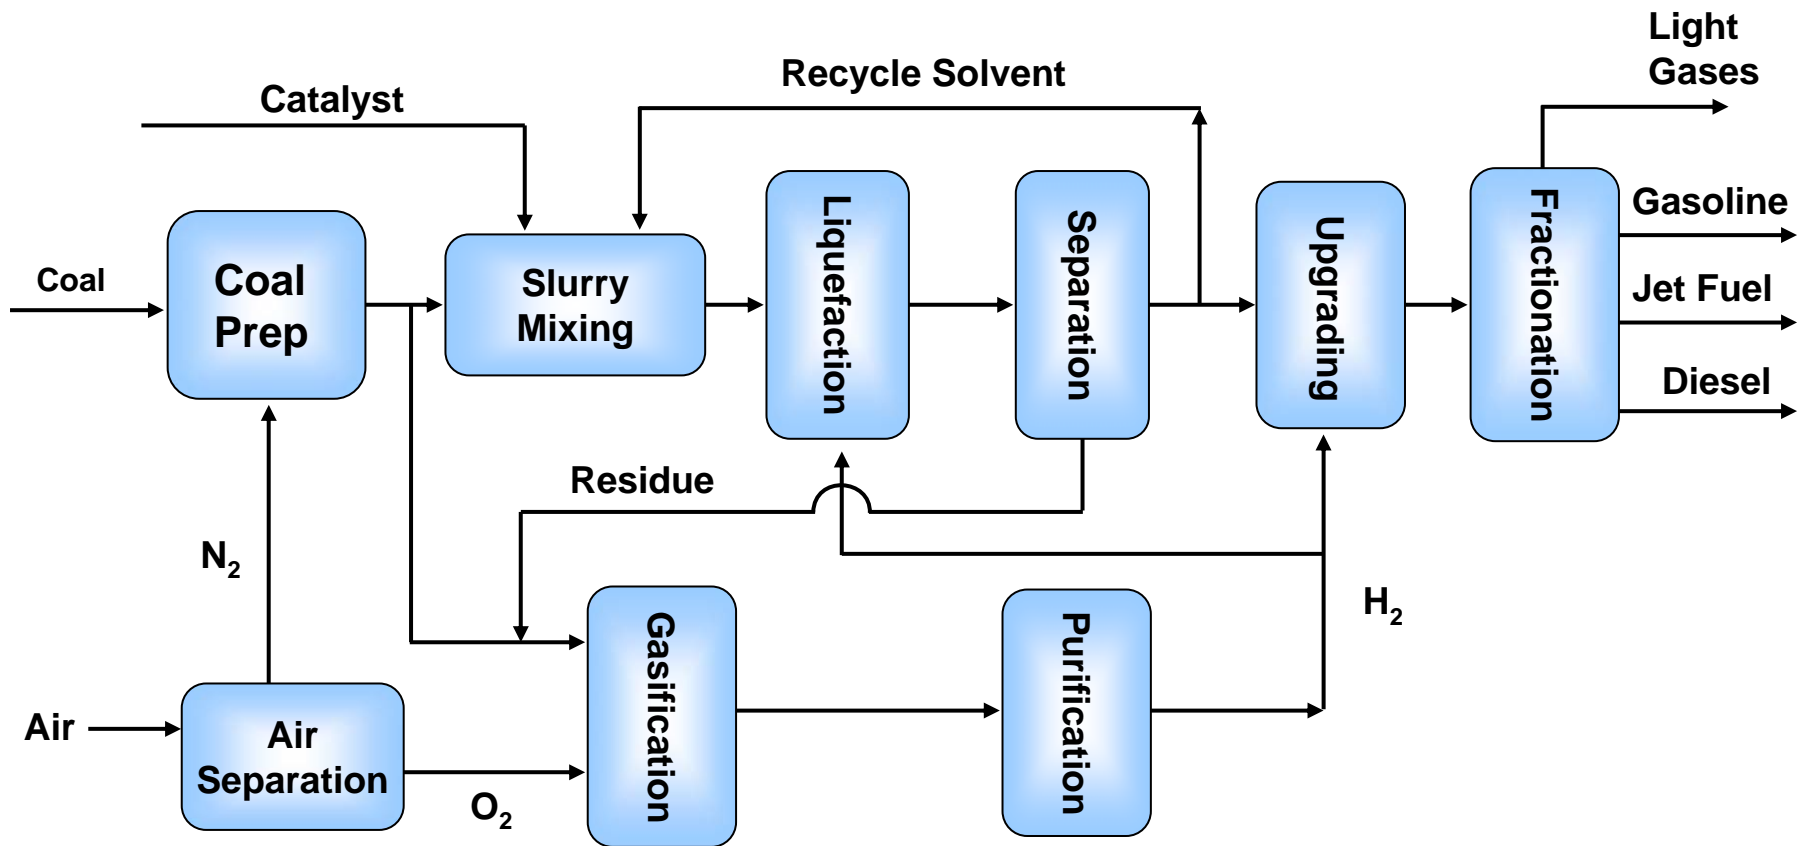 Light
Gases
Recycle Solvent
Catalyst
Gasoline
Coal
Coal
Prep
Slurry
Mixing
Liquefaction
Separation
Upgrading
Fractionation
Jet Fuel
Diesel
Residue
N₂
H₂
Gasification
Purification
Air
Air
Separation
O₂